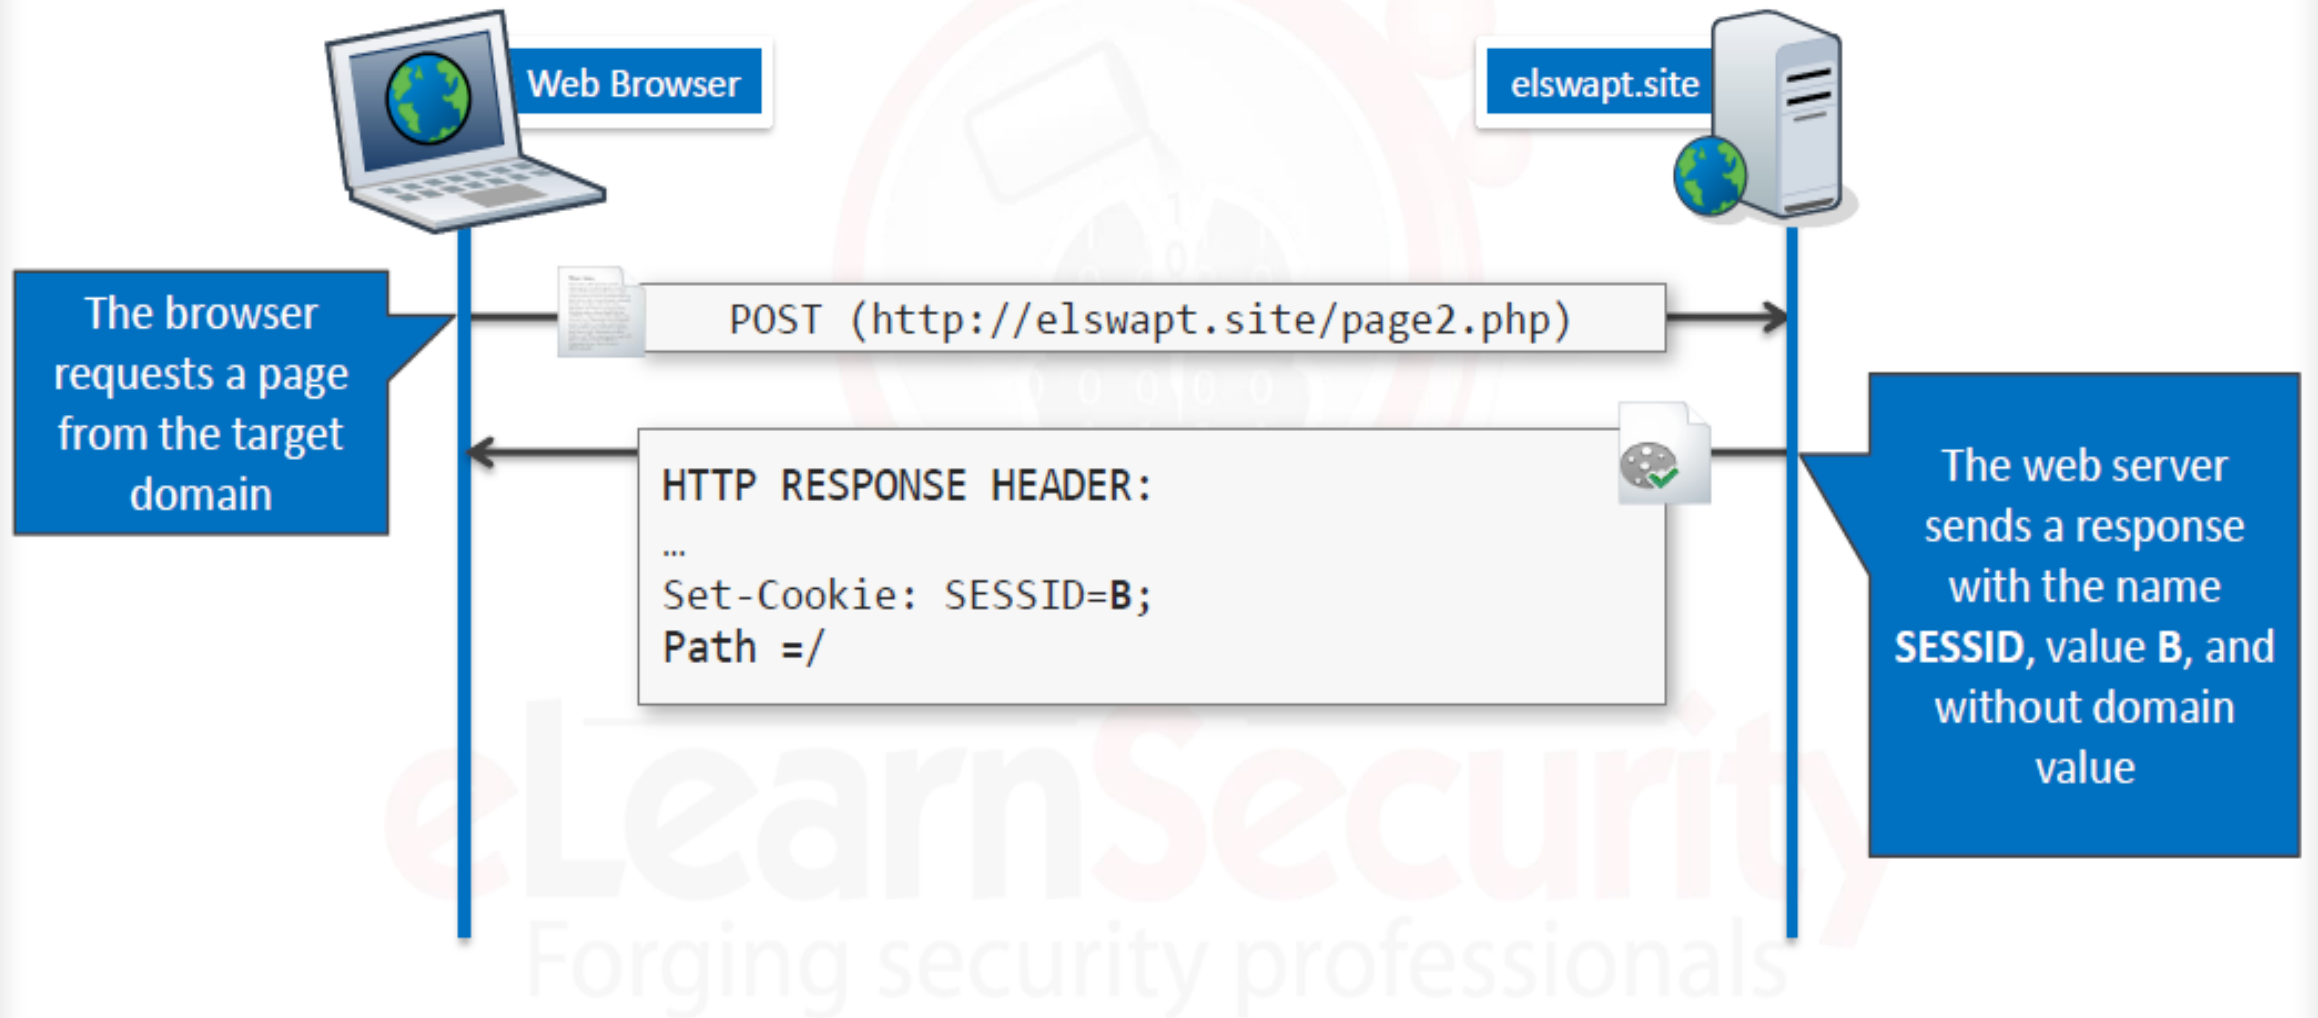 Web Browser
elswapt.site
The browser
requests a page
from the target
domain
POST (http://elswapt.site/page2.php)
HTTP RESPONSE HEADER:
…
Set-Cookie: SESSID=B;
Path =/
The web server
sends a response
with the name
SESSID, value B, and
without domain
value
eLearnSecurity
Forging security professionals